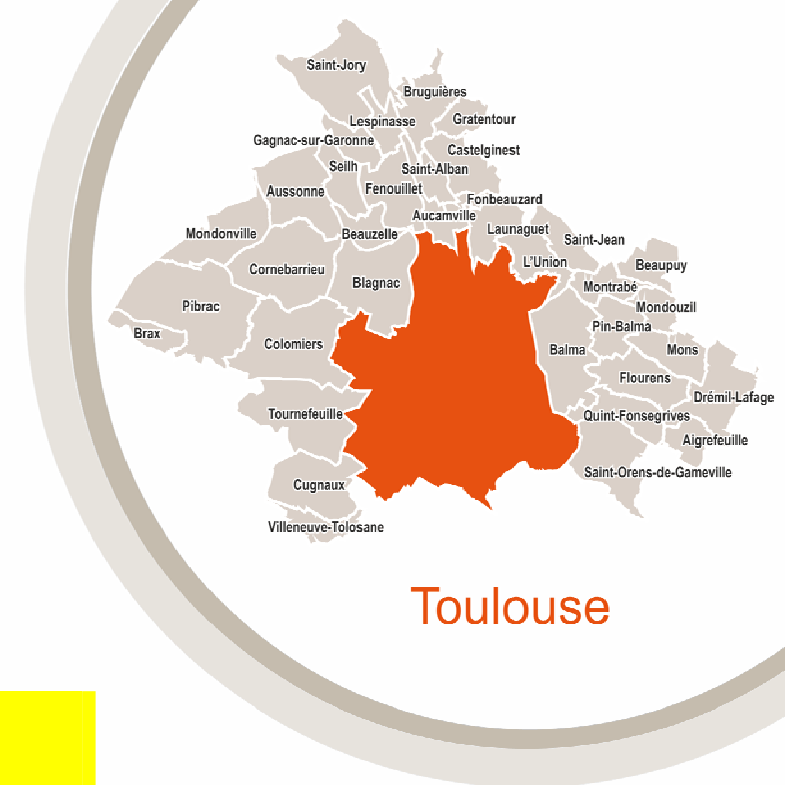 Saint-Jory
Bruguières
Lespinasse
Gratentour
Gagnac-sur-Garonne
Castelginest
Seilh
Saint-Alban
Aussonne
Fenouillet
Fonbeauzard
Aucamville
Mondonville
Beauzelle
Launaguet
Saint-Jean
L'Union
Beaupuy
Cornebarrieu
Blagnac
Montrabé
Pibrac
Mondouzil
Brax
Pin-Balma
Colomiers
Balma
Mons
Flourens
Drémil-Lafage
Tournefeuille
Quint-Fonsegrives
Aigrefeuille
Saint-Orens-de-Gameville
Cugnaux
Villeneuve-Tolosane
Toulouse